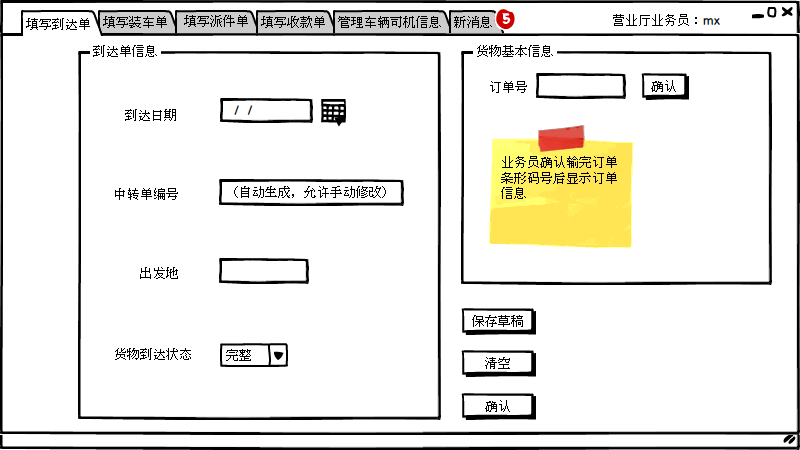 填写到达单
填写装车单
填写派件单
填写收款单
管理车辆司机信息
新消息
5
营业厅业务员：mx
到达单信息
到达日期
/ /
中转单编号
（自动生成，允许手动修改）
出发地
货物到达状态
完整
货物基本信息
订单号
确认
业务员确认输完订单
条形码号后显示订单
信息
保存草稿
清空
确认